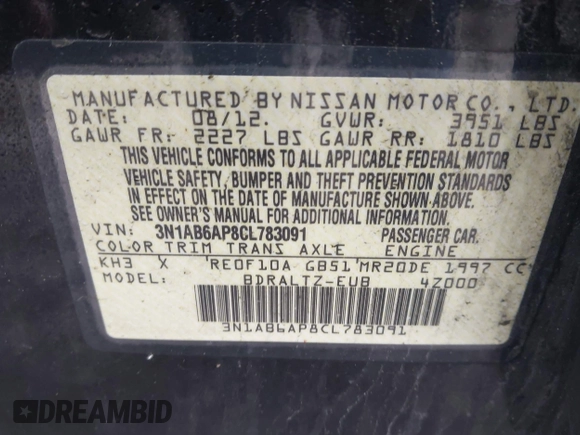 MANUFACTURED BY NISSAN MOTOR CO., LTD.
DATE: 08/12. GVWR: 3951 LBS
GAWR FR: 2227 LBS GAWR RR: 1810 LBS
THIS VEHICLE CONFORMS TO ALL APPLICABLE FEDERAL MOTOR
VEHICLE SAFETY, BUMPER AND THEFT PREVENTION STANDARDS
IN EFFECT ON THE DATE OF MANUFACTURE SHOWN ABOVE.
SEE OWNER'S MANUAL FOR ADDITIONAL INFORMATION.
VIN: 3N1AB6AP8CL783091 PASSENGER CAR.
COLOR TRIM TRANS AXLE ENGINE
KH3 X 'RE0F10A GB51'MR20DE 1997 CC
MODEL: BDRALTZ-EUB 4Z000
3N1AB6AP8CL783091
DREAMBID